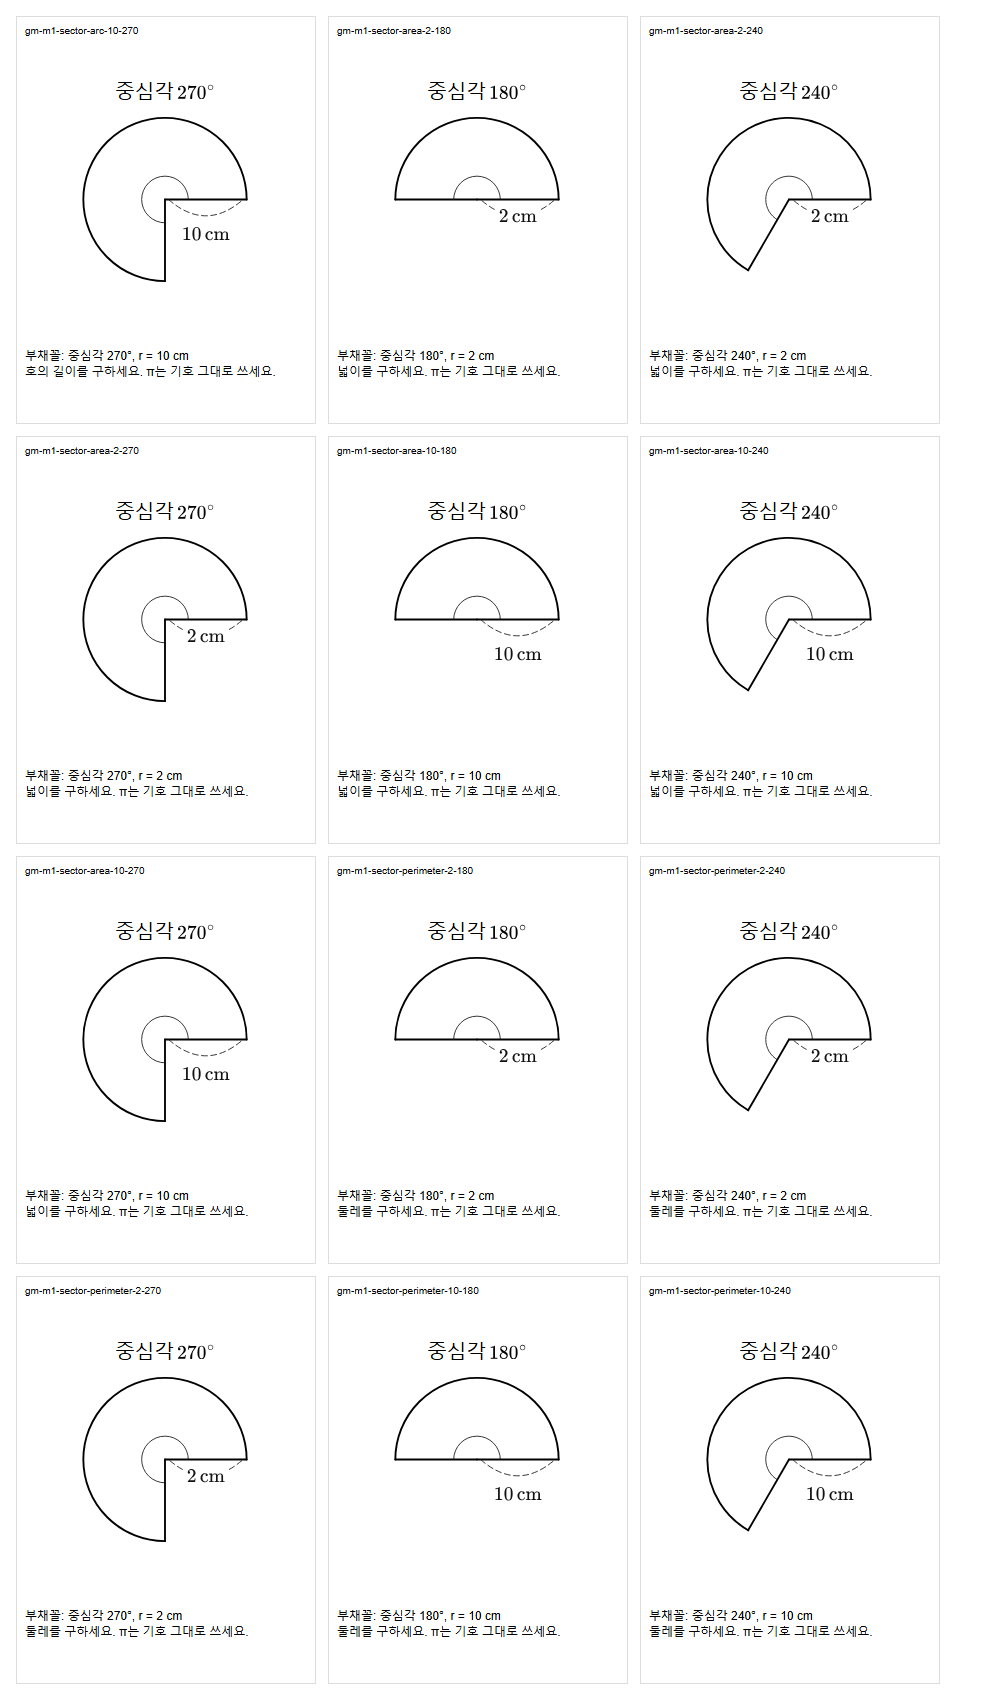 gm-m1-sector-arc-10-270
중심각 270°
10 cm
부채꼴: 중심각 270°, r = 10 cm
호의 길이를 구하세요. π는 기호 그대로 쓰세요.
gm-m1-sector-area-2-180
중심각 180°
2 cm
부채꼴: 중심각 180°, r = 2 cm
넓이를 구하세요. π는 기호 그대로 쓰세요.
gm-m1-sector-area-2-240
중심각 240°
2 cm
부채꼴: 중심각 240°, r = 2 cm
넓이를 구하세요. π는 기호 그대로 쓰세요.
gm-m1-sector-area-2-270
중심각 270°
2 cm
부채꼴: 중심각 270°, r = 2 cm
넓이를 구하세요. π는 기호 그대로 쓰세요.
gm-m1-sector-area-10-180
중심각 180°
10 cm
부채꼴: 중심각 180°, r = 10 cm
넓이를 구하세요. π는 기호 그대로 쓰세요.
gm-m1-sector-area-10-240
중심각 240°
10 cm
부채꼴: 중심각 240°, r = 10 cm
넓이를 구하세요. π는 기호 그대로 쓰세요.
gm-m1-sector-area-10-270
중심각 270°
10 cm
부채꼴: 중심각 270°, r = 10 cm
넓이를 구하세요. π는 기호 그대로 쓰세요.
gm-m1-sector-perimeter-2-180
중심각 180°
2 cm
부채꼴: 중심각 180°, r = 2 cm
둘레를 구하세요. π는 기호 그대로 쓰세요.
gm-m1-sector-perimeter-2-240
중심각 240°
2 cm
부채꼴: 중심각 240°, r = 2 cm
둘레를 구하세요. π는 기호 그대로 쓰세요.
gm-m1-sector-perimeter-2-270
중심각 270°
2 cm
부채꼴: 중심각 270°, r = 2 cm
둘레를 구하세요. π는 기호 그대로 쓰세요.
gm-m1-sector-perimeter-10-180
중심각 180°
10 cm
부채꼴: 중심각 180°, r = 10 cm
둘레를 구하세요. π는 기호 그대로 쓰세요.
gm-m1-sector-perimeter-10-240
중심각 240°
10 cm
부채꼴: 중심각 240°, r = 10 cm
둘레를 구하세요. π는 기호 그대로 쓰세요.